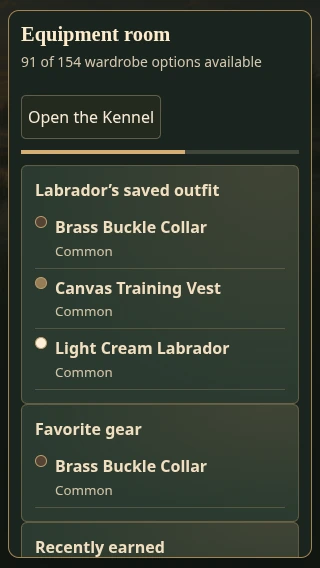 Equipment room
91 of 154 wardrobe options available
Open the Kennel
Labrador’s saved outfit
Brass Buckle Collar
Common
Canvas Training Vest
Common
Light Cream Labrador
Common
Favorite gear
Brass Buckle Collar
Common
Recently earned